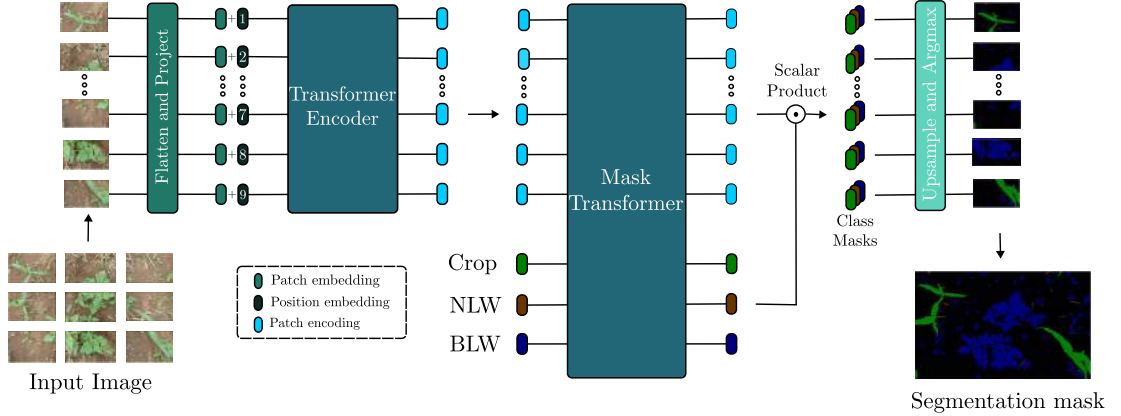 Flatten and Project
+ 1
+ 2
+ 7
+ 8
+ 9
Transformer
Encoder
Mask
Transformer
Scalar
Product
Upsample and Argmax
Class
Masks
Crop
NLW
BLW
Patch embedding
Position embedding
Patch encoding
Input Image
Segmentation mask